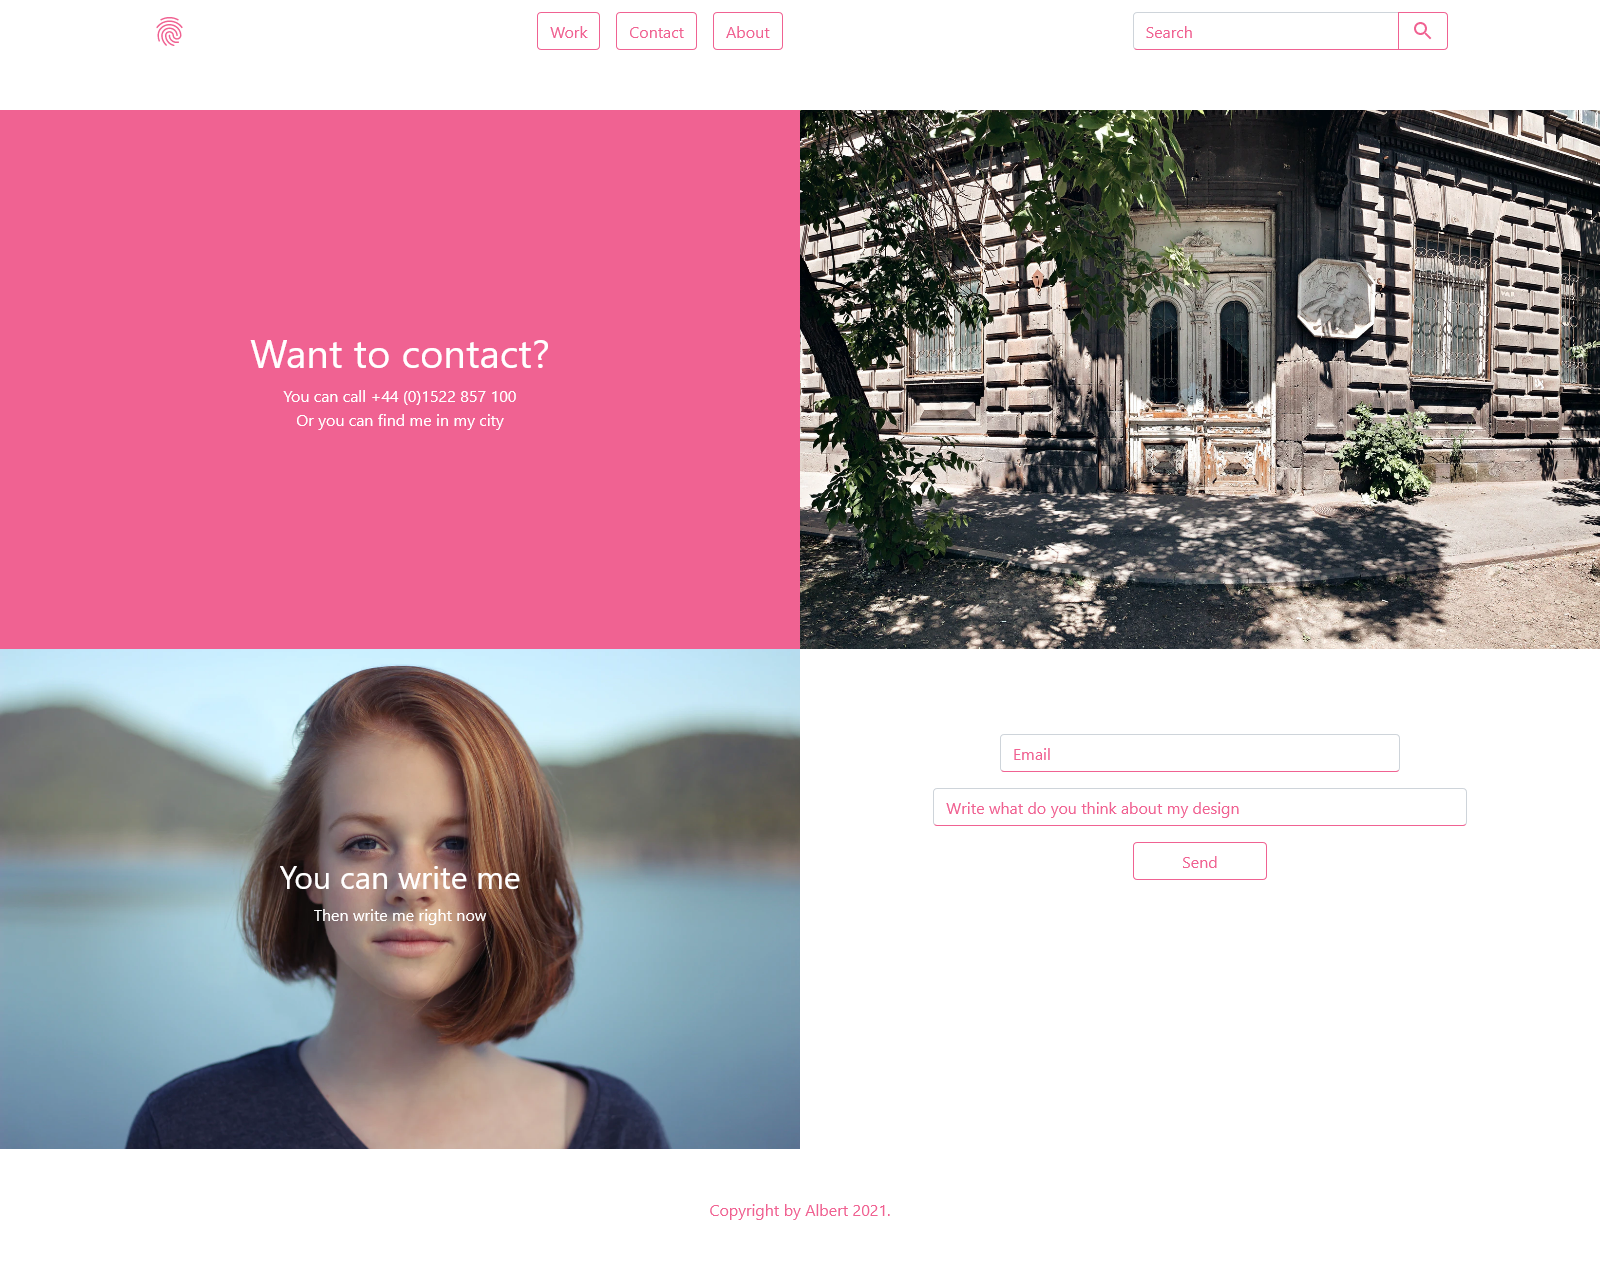 Work
Contact
About
Search
Want to contact?
You can call +44 (0)1522 857 100
Or you can find me in my city
You can write me
Then write me right now
Email
Write what do you think about my design
Send
Copyright by Albert 2021.